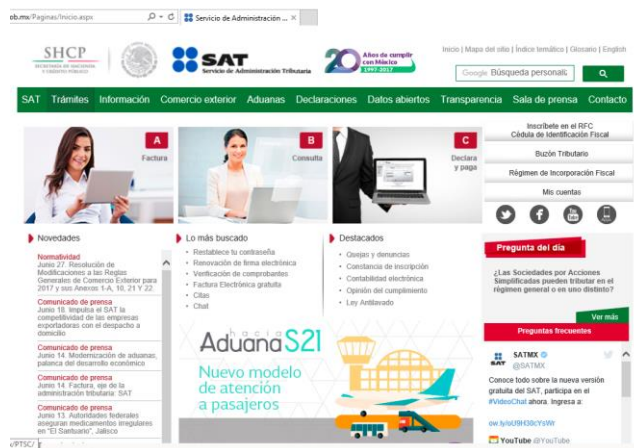 ob.mx/Paginas/Inicio.aspx
Servicio de Administración ...
SHCP
SECRETARÍA DE HACIENDA
Y CRÉDITO PÚBLICO
SAT
Servicio de Administración Tributaria
20 Años de cumplir
con México
1997-2017
Inicio | Mapa del sitio | Índice temático | Glosario | English
Google Búsqueda personaliz
SAT Trámites Información Comercio exterior Aduanas Declaraciones Datos abiertos Transparencia Sala de prensa Contacto
A
Factura
B
Consulta
C
Declara
y paga
Inscríbete en el RFC
Cédula de Identificación Fiscal
Buzón Tributario
Régimen de Incorporación Fiscal
Mis cuentas
Novedades
Normatividad
Junio 27. Resolución de
Modificaciones a las Reglas
Generales de Comercio Exterior para
2017 y sus Anexos 1-A, 10, 21 Y 22.
Comunicado de prensa
Junio 18. Impulsa el SAT la
competitividad de las empresas
exportadoras con el despacho a
domicilio
Comunicado de prensa
Junio 14. Modernización de aduanas,
palanca del desarrollo económico
Comunicado de prensa
Junio 14. Factura, eje de la
administración tributaria: SAT
Comunicado de prensa
Junio 13. Autoridades federales
aseguran medicamentos irregulares
en "El Santuario", Jalisco
Lo más buscado
Restablece tu contraseña
Renovación de firma electrónica
Verificación de comprobantes
Factura Electrónica gratuita
Citas
Chat
Destacados
Quejas y denuncias
Constancia de inscripción
Contabilidad electrónica
Opinión del cumplimiento
Ley Antilavado
hacia
Aduana S21
Nuevo modelo
de atención
a pasajeros
Pregunta del día
¿Las Sociedades por Acciones
Simplificadas pueden tributar en el
régimen general o en uno distinto?
Ver más
Preguntas frecuentes
SATMX
@SATMX
Conoce todo sobre la nueva versión
gratuita del SAT, participa en el
#VideoChat ahora. Ingresa a:
YouTube @YouTube
/PTSC/